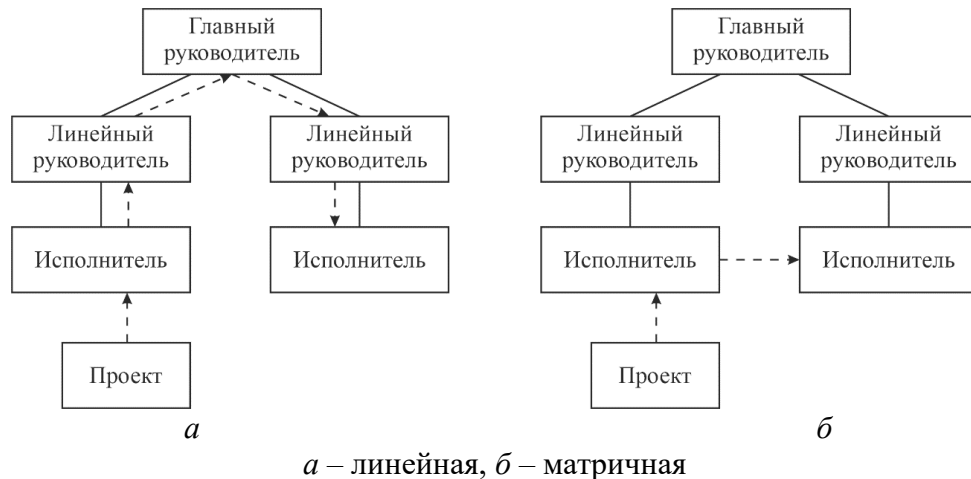 Главный
руководитель
Линейный
руководитель
Линейный
руководитель
Исполнитель
Исполнитель
Проект
а
Главный
руководитель
Линейный
руководитель
Линейный
руководитель
Исполнитель
Исполнитель
Проект
б
а – линейная, б – матричная